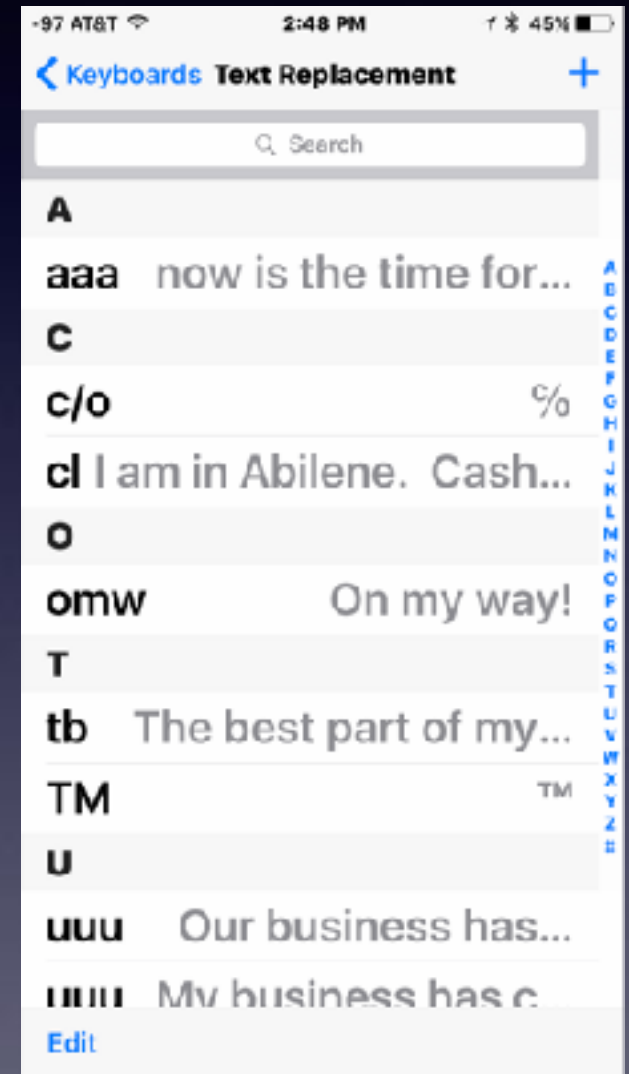 -97 AT&T 2:48 PM 45%
Keyboards Text Replacement +
Search
A
aaa now is the time for...
C
c/o ℅
cl I am in Abilene. Cash...
O
omw On my way!
T
tb The best part of my...
TM ™
U
uuu Our business has...
uuu My business has c...
Edit
A
B
C
D
E
F
G
H
I
J
K
L
M
N
O
P
Q
R
S
T
U
V
W
X
Y
Z
#